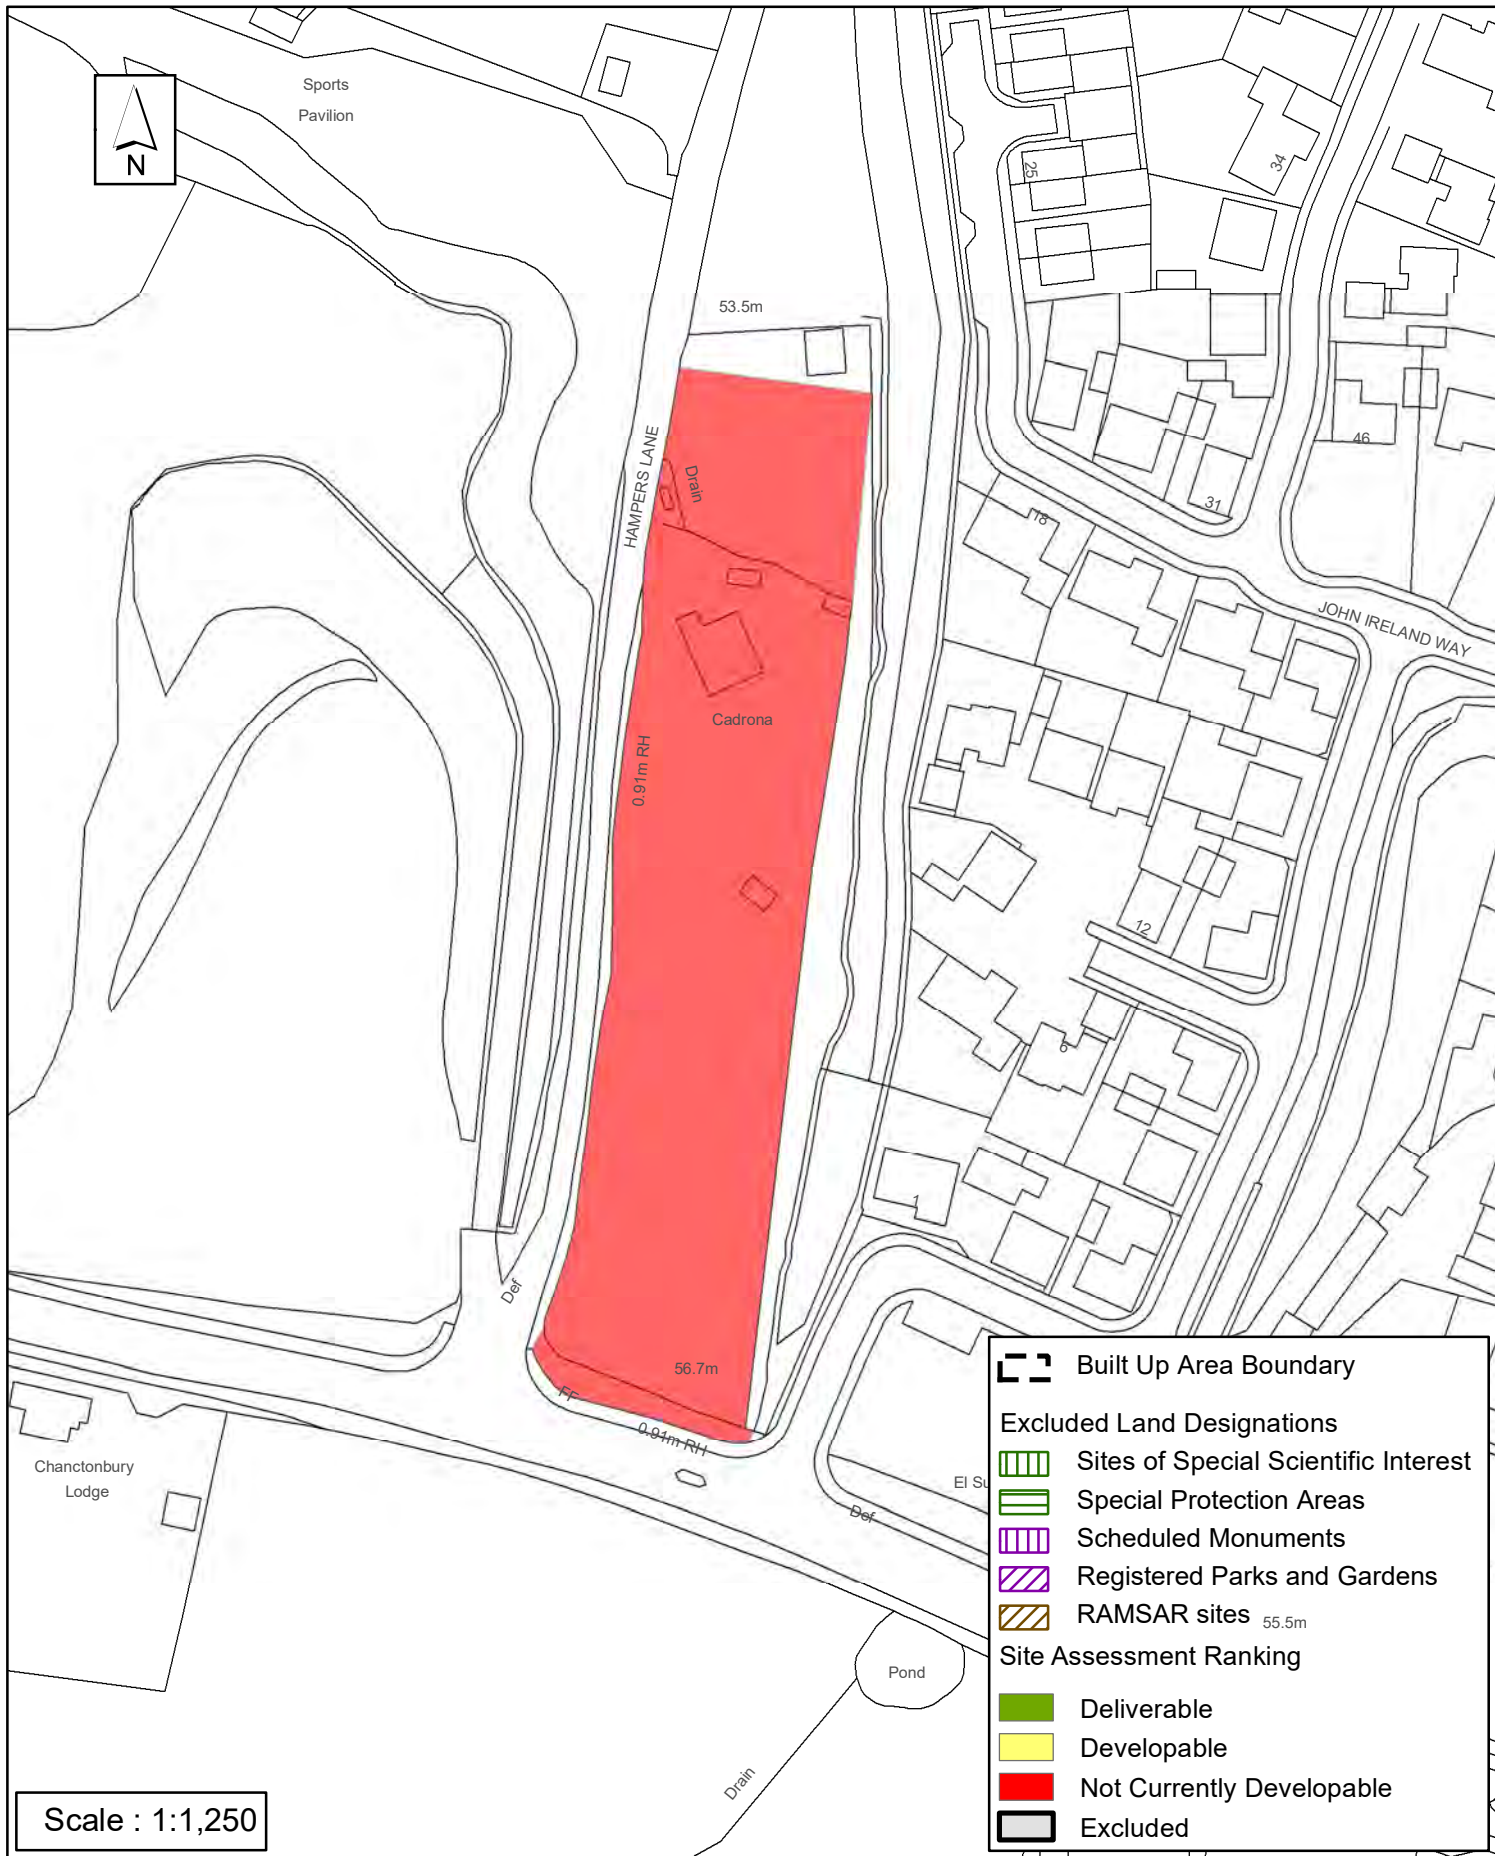 Sports
Pavilion
N
25
34
53.5m
HAMPERS LANE
Drain
46
31
18
JOHN IRELAND WAY
Cadrona
0.91m RH
12
6
1
Def
56.7m
FF
0.91m RH
Chanctonbury
Lodge
El Su
Def
Pond
Drain
Built Up Area Boundary
Excluded Land Designations
Sites of Special Scientific Interest
Special Protection Areas
Scheduled Monuments
Registered Parks and Gardens
RAMSAR sites 55.5m
Site Assessment Ranking
Deliverable
Developable
Not Currently Developable
Excluded
Scale : 1:1,250